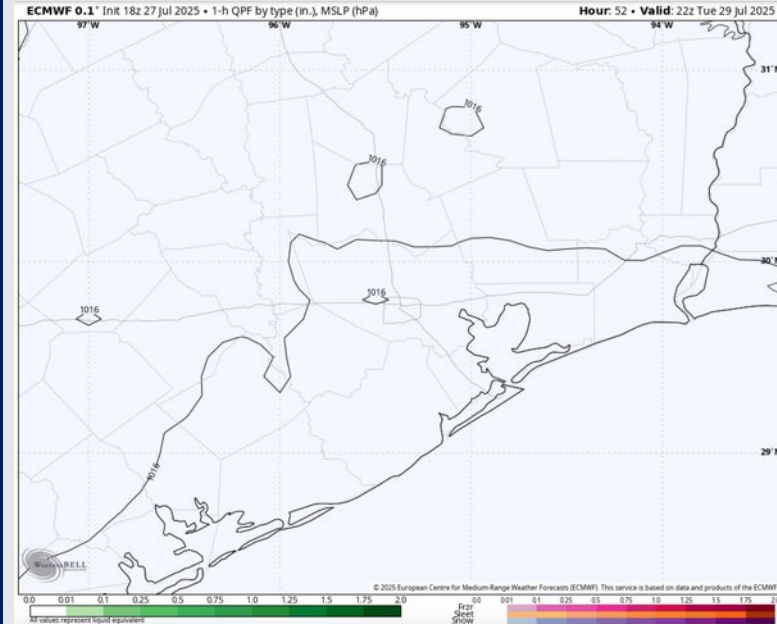 ECMWF 0.1° Init 18z 27 Jul 2025 • 1-h QPF by type (in.), MSLP (hPa) Hour: 52 • Valid: 22z Tue 29 Jul 2025
97°W 96°W 95°W 94°W
31°N
1016
1016
30°N
1016
1016
29°N
1016
WeatherBELL
© 2025 European Centre for Medium-Range Weather Forecasts (ECMWF). This service is based on data and products of the ECMWF
0.0 0.01 0.1 0.25 0.5 0.75 1.0 1.25 1.5 1.75 2.0
0.0 0.01 0.1 0.25 0.5 0.75 1.0 1.25 1.5 1.75 2.0
All values represent liquid equivalent
Frzr
Sleet
Snow